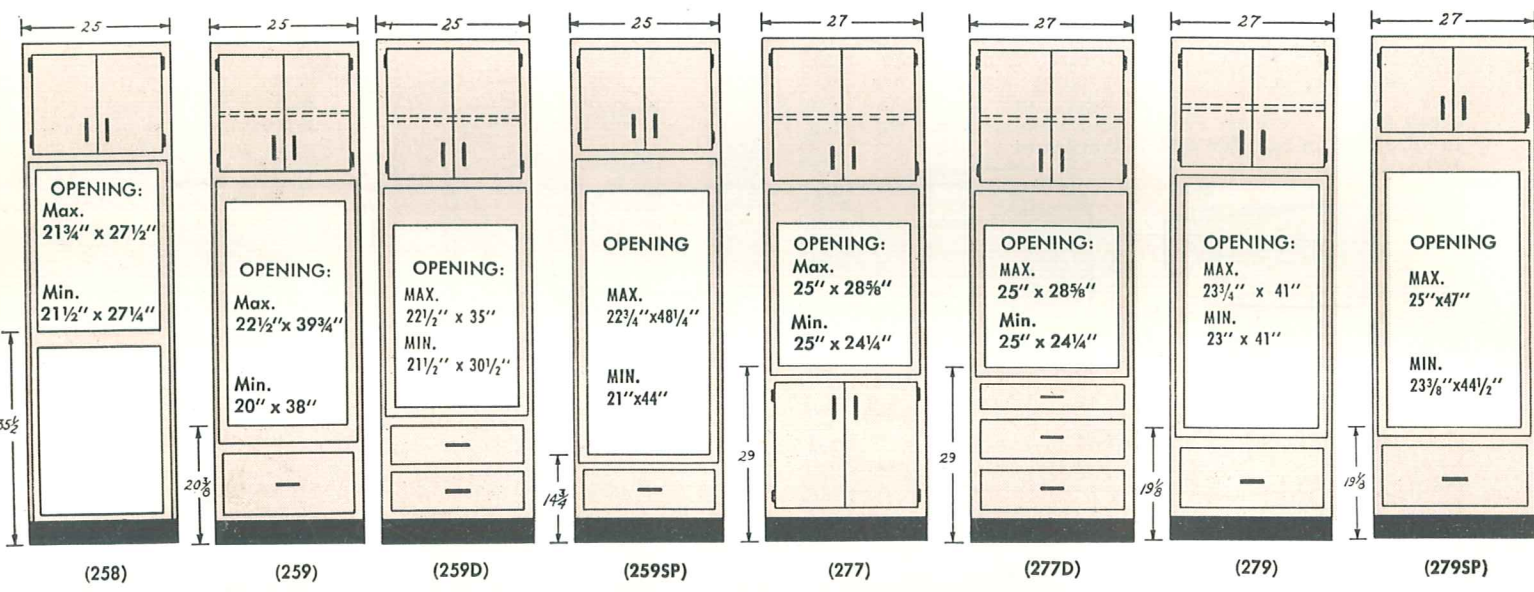 25
25
25
25
27
27
27
27
OPENING:
Max.
21¾" x 27½"
Min.
21½" x 27¼"
35½
(258)
OPENING:
Max.
22½" x 39¾"
Min.
20" x 38"
20⅜
(259)
OPENING:
MAX.
22½" x 35"
MIN.
21½" x 30½"
(259D)
OPENING
MAX.
22¾"x48¼"
MIN.
21"x44"
14¾
(259SP)
OPENING:
Max.
25" x 28⅝"
Min.
25" x 24¼"
29
(277)
OPENING:
MAX.
25" x 28⅝"
Min.
25" x 24¼"
29
(277D)
OPENING:
MAX.
23¾" x 41"
MIN.
23" x 41"
19⅛
(279)
OPENING
MAX.
25"x47"
MIN.
23⅜"x44½"
19⅛
(279SP)